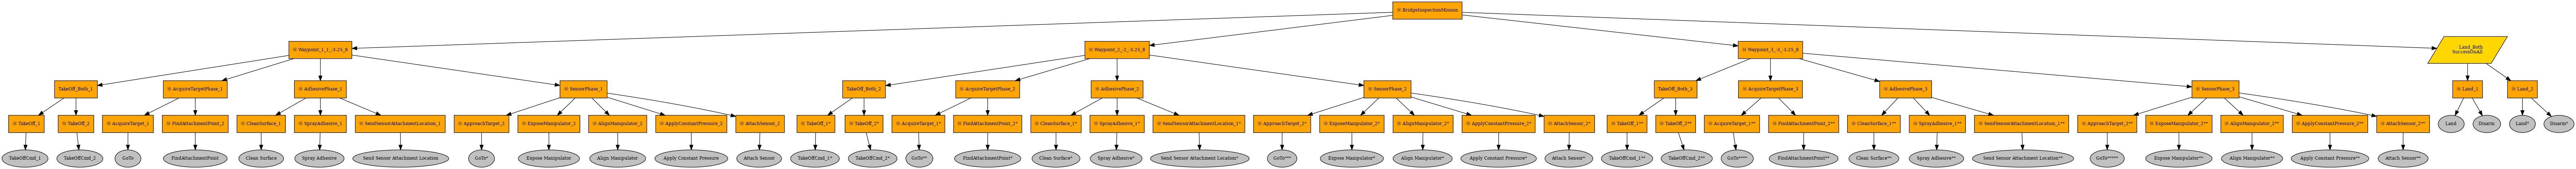 BridgeInspectionMission
Waypoint_1_1_-3.25_8
Waypoint_2_-2_-3.25_8
Waypoint_3_-3_-3.25_8
Land_Both
SuccessOnAll
TakeOff_Both_1
AcquireTargetPhase_1
AdhesivePhase_1
SensorPhase_1
TakeOff_Both_2
AcquireTargetPhase_2
AdhesivePhase_2
SensorPhase_2
TakeOff_Both_3
AcquireTargetPhase_3
AdhesivePhase_3
SensorPhase_3
Land_1
Land_2
TakeOff_1
TakeOff_2
AcquireTarget_1
FindAttachmentPoint_2
CleanSurface_1
SprayAdhesive_1
SendSensorAttachmentLocation_1
ApproachTarget_2
ExposeManipulator_2
AlignManipulator_2
ApplyConstantPressure_2
AttachSensor_2
TakeOff_1*
TakeOff_2*
AcquireTarget_1*
FindAttachmentPoint_2*
CleanSurface_1*
SprayAdhesive_1*
SendSensorAttachmentLocation_1*
ApproachTarget_2*
ExposeManipulator_2*
AlignManipulator_2*
ApplyConstantPressure_2*
AttachSensor_2*
TakeOff_1**
TakeOff_2**
AcquireTarget_1**
FindAttachmentPoint_2**
CleanSurface_1**
SprayAdhesive_1**
SendSensorAttachmentLocation_1**
ApproachTarget_2**
ExposeManipulator_2**
AlignManipulator_2**
ApplyConstantPressure_2**
AttachSensor_2**
Land
Disarm
Land*
Disarm*
TakeOffCmd_1
TakeOffCmd_2
GoTo
FindAttachmentPoint
Clean Surface
Spray Adhesive
Send Sensor Attachment Location
GoTo*
Expose Manipulator
Align Manipulator
Apply Constant Pressure
Attach Sensor
TakeOffCmd_1*
TakeOffCmd_2*
GoTo**
FindAttachmentPoint*
Clean Surface*
Spray Adhesive*
Send Sensor Attachment Location*
GoTo***
Expose Manipulator*
Align Manipulator*
Apply Constant Pressure*
Attach Sensor*
TakeOffCmd_1**
TakeOffCmd_2**
GoTo****
FindAttachmentPoint**
Clean Surface**
Spray Adhesive**
Send Sensor Attachment Location**
GoTo*****
Expose Manipulator**
Align Manipulator**
Apply Constant Pressure**
Attach Sensor**